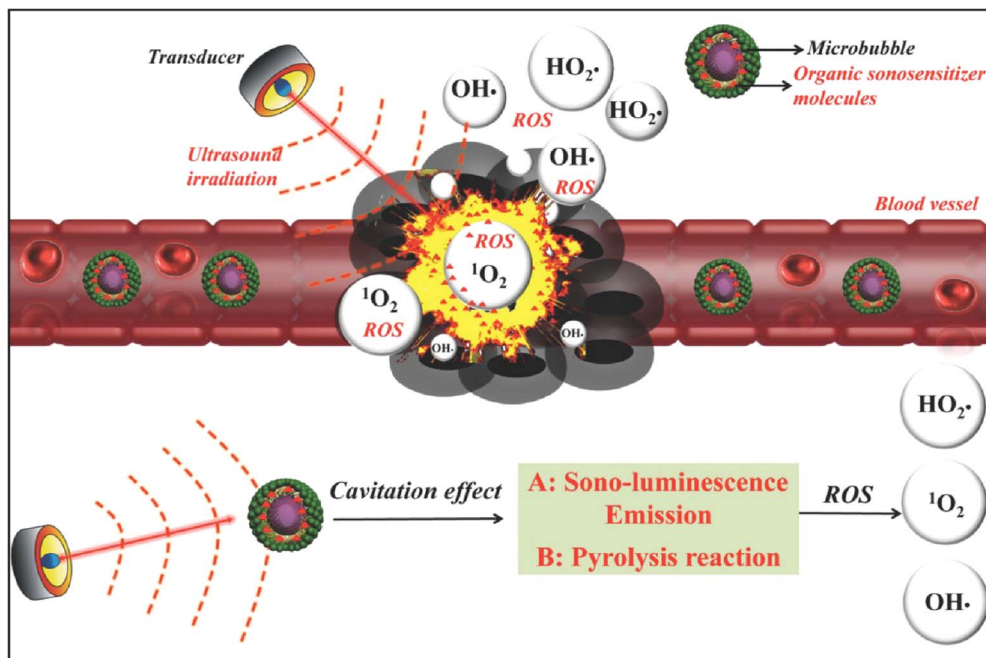 Transducer
Ultrasound
irradiation
OH•
ROS
HO₂•
HO₂•
OH•
ROS
Microbubble
Organic sonosensitizer
molecules
Blood vessel
ROS
¹O₂
¹O₂
ROS
OH•
OH•
Cavitation effect
A: Sono-luminescence
Emission
B: Pyrolysis reaction
ROS
HO₂•
¹O₂
OH•